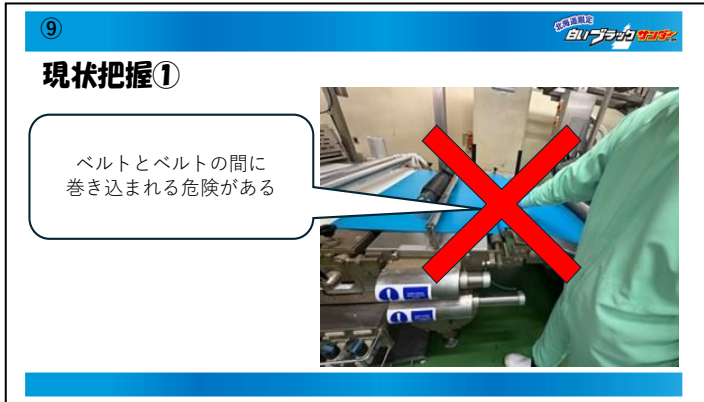 ⑨
北海道限定
白いブラックサンダー
現状把握①
ベルトとベルトの間に
巻き込まれる危険がある